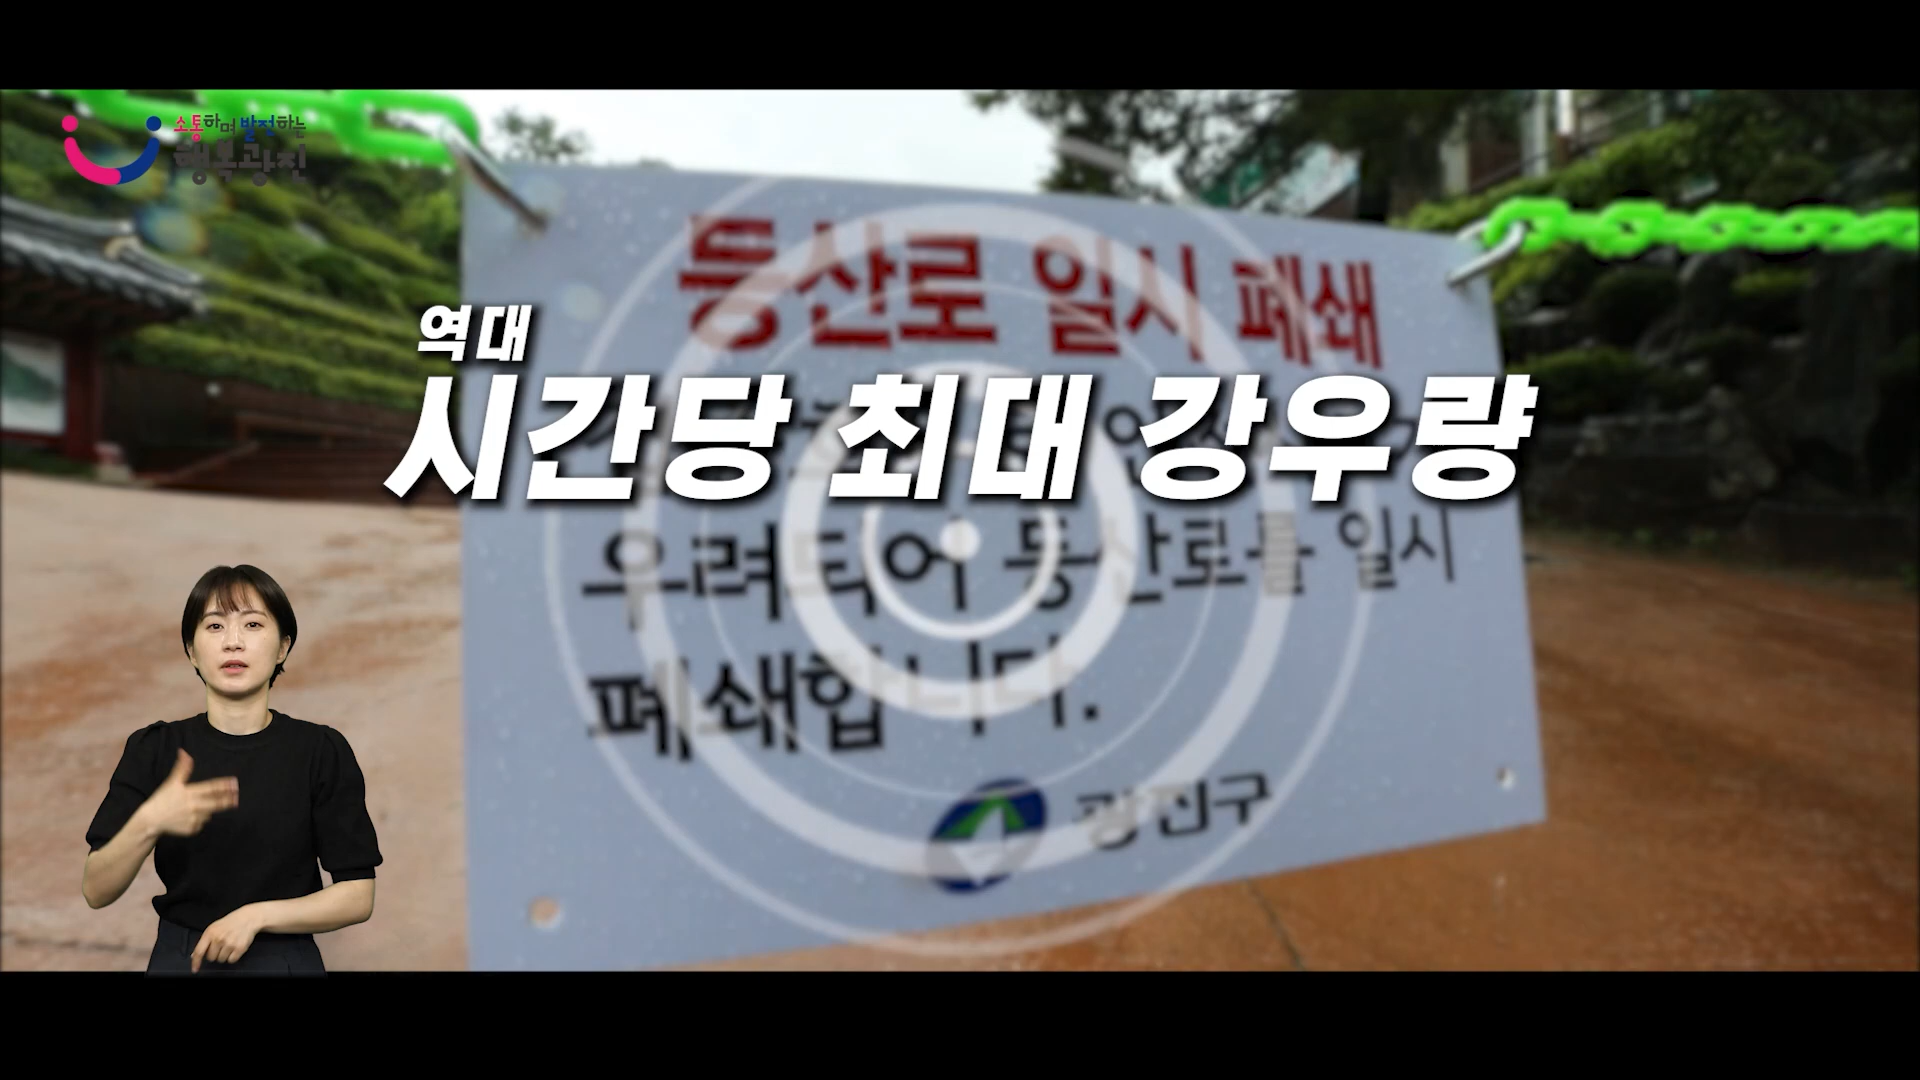 소통하며 발전하는
행복광진
등산로 일시 폐쇄
역대
시간당 최대 강우량
우려되어 등산로를 일시
폐쇄합니다.
광진구